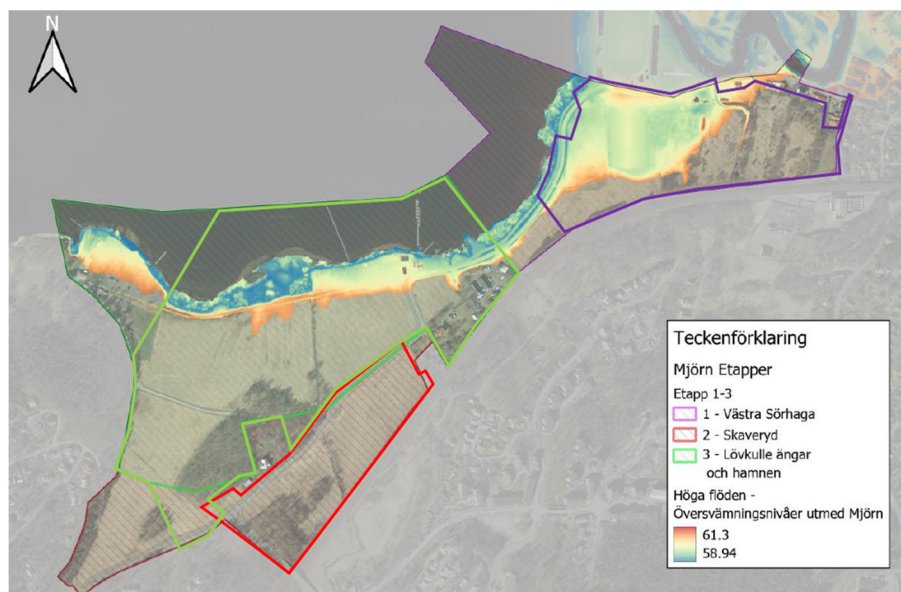 N
Teckenförklaring
Mjörn Etapper
Etapp 1-3
1 - Västra Sörhaga
2 - Skaveryd
3 - Lövkulle ängar
och hamnen
Höga flöden -
Översvämningsnivåer utmed Mjörn
61.3
58.94